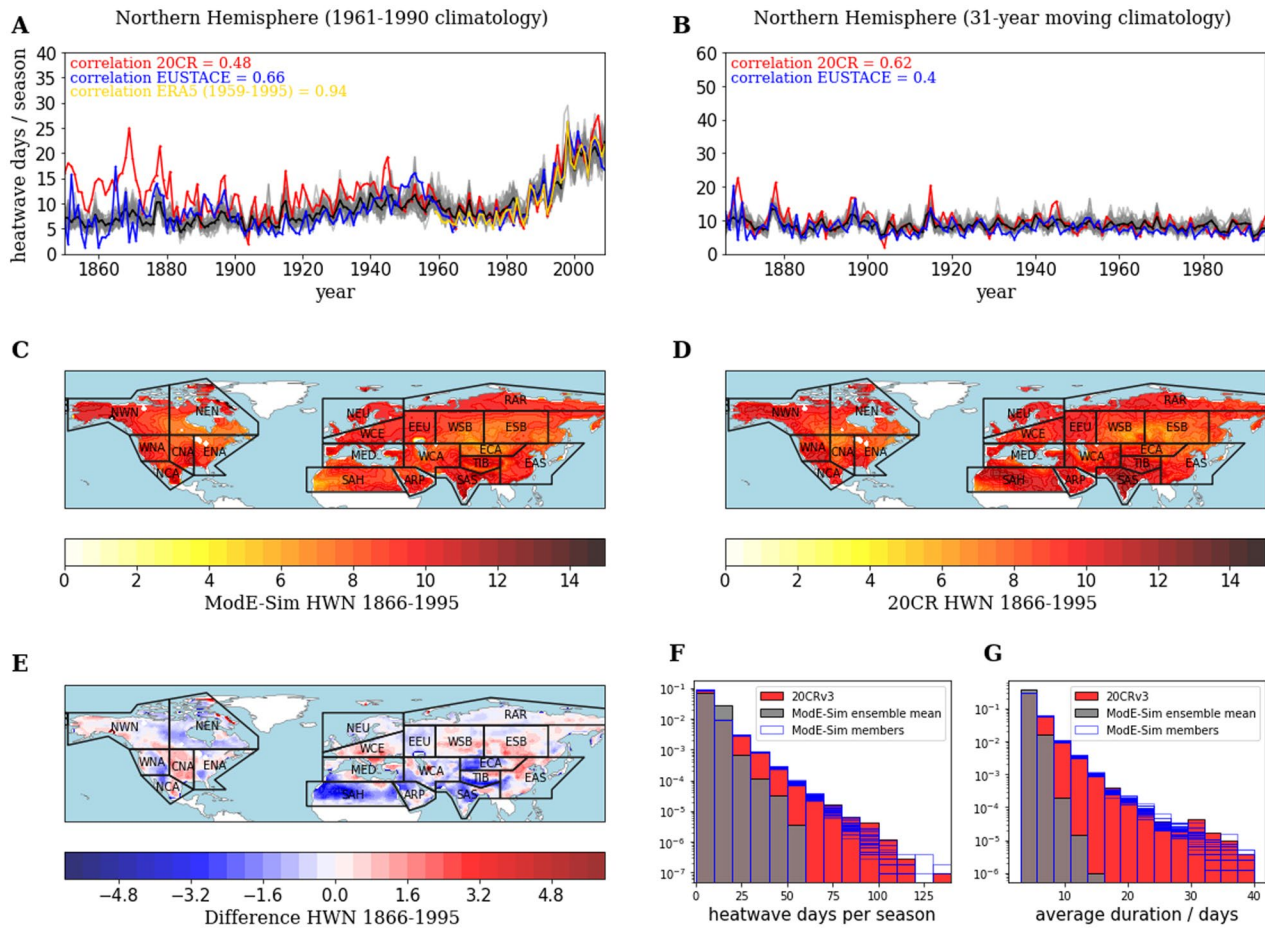 A
Northern Hemisphere (1961-1990 climatology)
heatwave days / season
40
35
30
25
20
15
10
5
0
correlation 20CR = 0.48
correlation EUSTACE = 0.66
correlation ERA5 (1959-1995) = 0.94
1860 1880 1900 1920 1940 1960 1980 2000
year
B
Northern Hemisphere (31-year moving climatology)
60
50
40
30
20
10
0
correlation 20CR = 0.62
correlation EUSTACE = 0.4
1880 1900 1920 1940 1960 1980
year
C
NWN NEN NEU RAR
WCE EEU WSB ESB
WNA CNA ENA MED WCA ECA
NCA TIB EAS
SAH ARP SAS
0 2 4 6 8 10 12 14
ModE-Sim HWN 1866-1995
D
NWN NEN NEU RAR
WCE EEU WSB ESB
WNA CNA ENA MED WCA ECA
NCA TIB EAS
SAH ARP SAS
0 2 4 6 8 10 12 14
20CR HWN 1866-1995
E
NWN NEN NEU RAR
WCE EEU WSB ESB
WNA CNA ENA MED WCA ECA
NCA TIB EAS
SAH ARP SAS
−4.8 −3.2 −1.6 0.0 1.6 3.2 4.8
Difference HWN 1866-1995
F
10⁻¹
10⁻²
10⁻³
10⁻⁴
10⁻⁵
10⁻⁶
10⁻⁷
20CRv3
ModE-Sim ensemble mean
ModE-Sim members
0 25 50 75 100 125
heatwave days per season
G
10⁻¹
10⁻²
10⁻³
10⁻⁴
10⁻⁵
10⁻⁶
20CRv3
ModE-Sim ensemble mean
ModE-Sim members
10 20 30 40
average duration / days